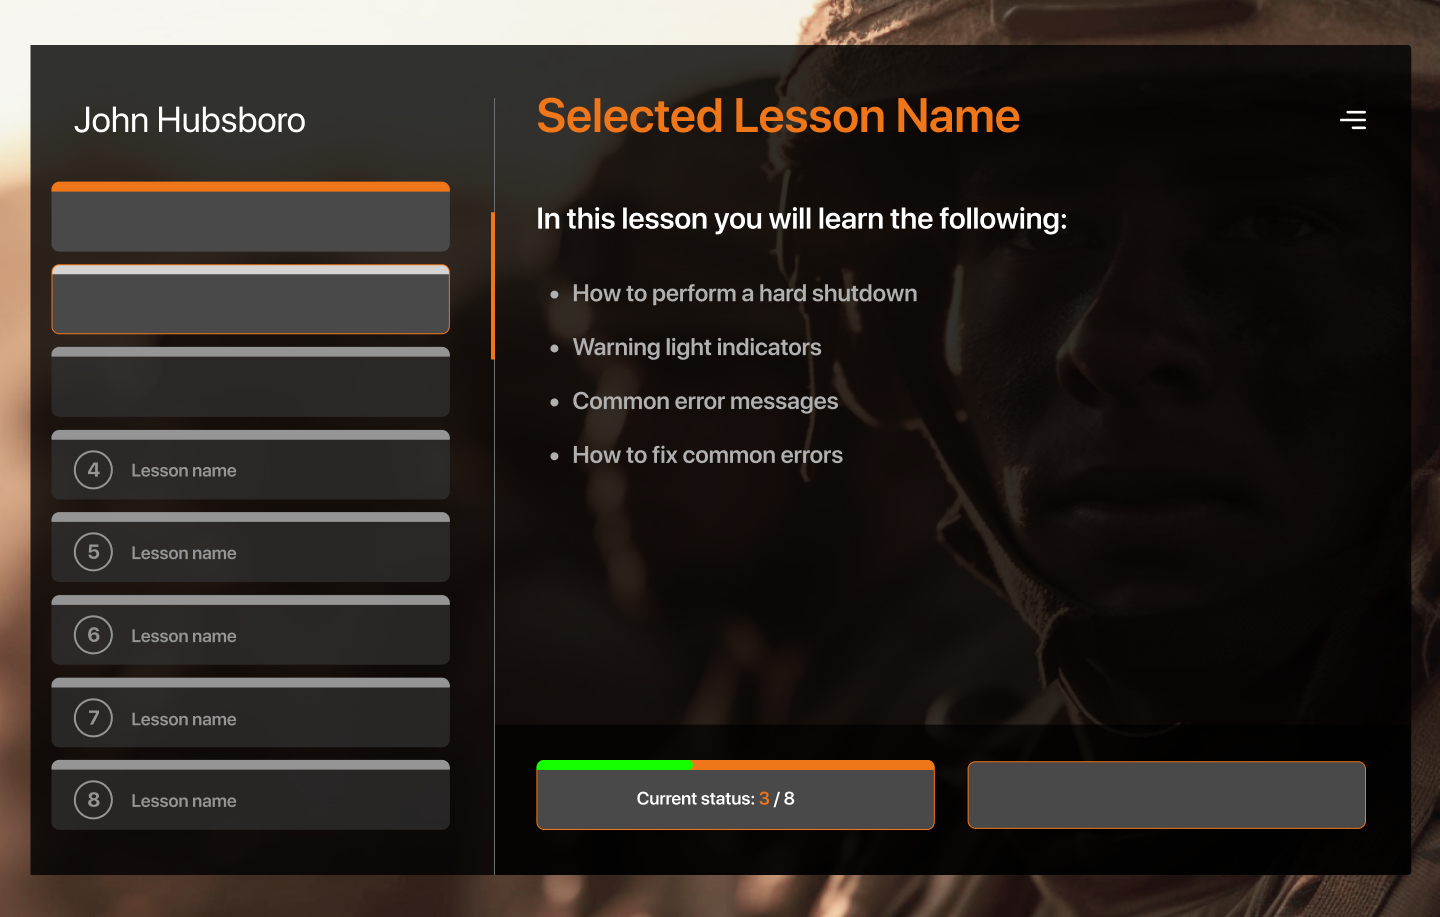 John Hubsboro
4 Lesson name
5 Lesson name
6 Lesson name
7 Lesson name
8 Lesson name
Selected Lesson Name
In this lesson you will learn the following:
• How to perform a hard shutdown
• Warning light indicators
• Common error messages
• How to fix common errors
Current status: 3 / 8